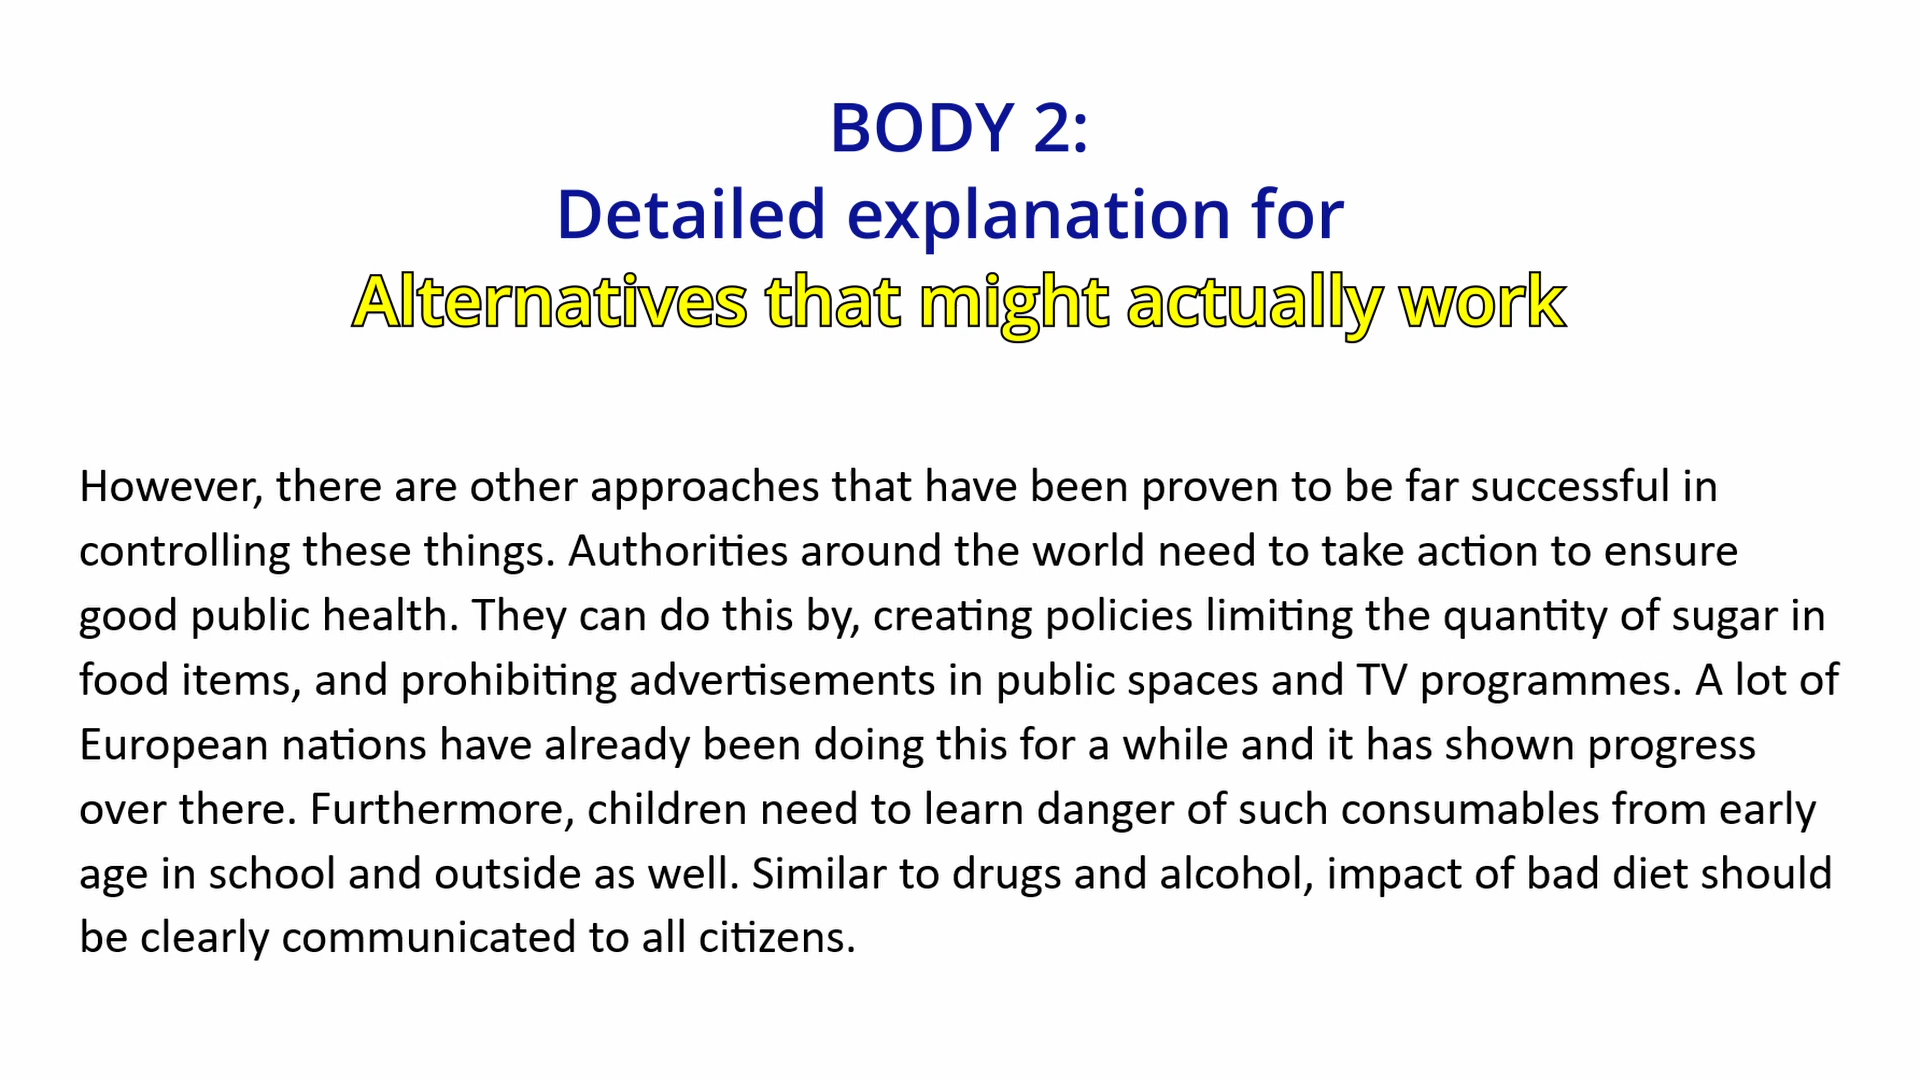 BODY 2:
Detailed explanation for
Alternatives that might actually work
However, there are other approaches that have been proven to be far successful in
controlling these things. Authorities around the world need to take action to ensure
good public health. They can do this by, creating policies limiting the quantity of sugar in
food items, and prohibiting advertisements in public spaces and TV programmes. A lot of
European nations have already been doing this for a while and it has shown progress
over there. Furthermore, children need to learn danger of such consumables from early
age in school and outside as well. Similar to drugs and alcohol, impact of bad diet should
be clearly communicated to all citizens.